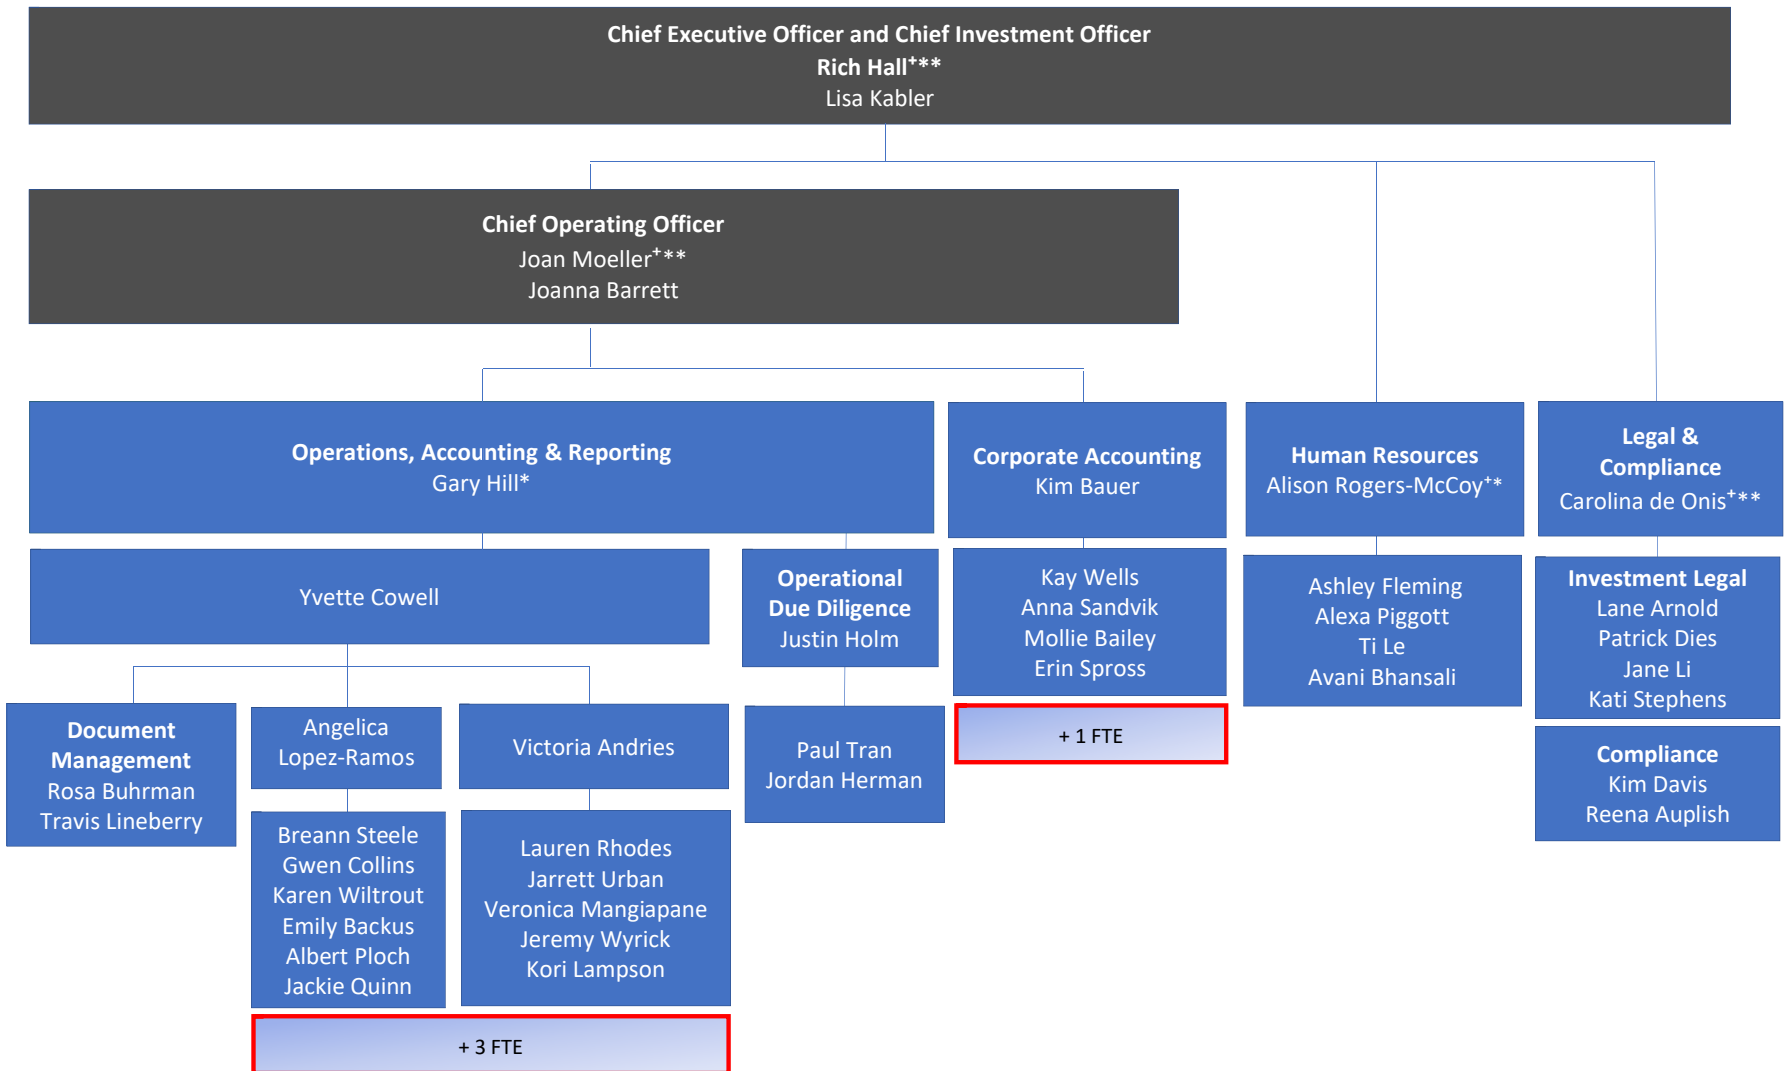 Chief Executive Officer and Chief Investment Officer
Rich Hall⁺**
Lisa Kabler
Chief Operating Officer
Joan Moeller⁺**
Joanna Barrett
Operations, Accounting & Reporting
Gary Hill*
Corporate Accounting
Kim Bauer
Human Resources
Alison Rogers-McCoy⁺*
Legal &
Compliance
Carolina de Onis⁺**
Yvette Cowell
Operational
Due Diligence
Justin Holm
Kay Wells
Anna Sandvik
Mollie Bailey
Erin Spross
Ashley Fleming
Alexa Piggott
Ti Le
Avani Bhansali
Investment Legal
Lane Arnold
Patrick Dies
Jane Li
Kati Stephens
Document
Management
Rosa Buhrman
Travis Lineberry
Angelica
Lopez-Ramos
Victoria Andries
Paul Tran
Jordan Herman
+ 1 FTE
Compliance
Kim Davis
Reena Auplish
Breann Steele
Gwen Collins
Karen Wiltrout
Emily Backus
Albert Ploch
Jackie Quinn
Lauren Rhodes
Jarrett Urban
Veronica Mangiapane
Jeremy Wyrick
Kori Lampson
+ 3 FTE